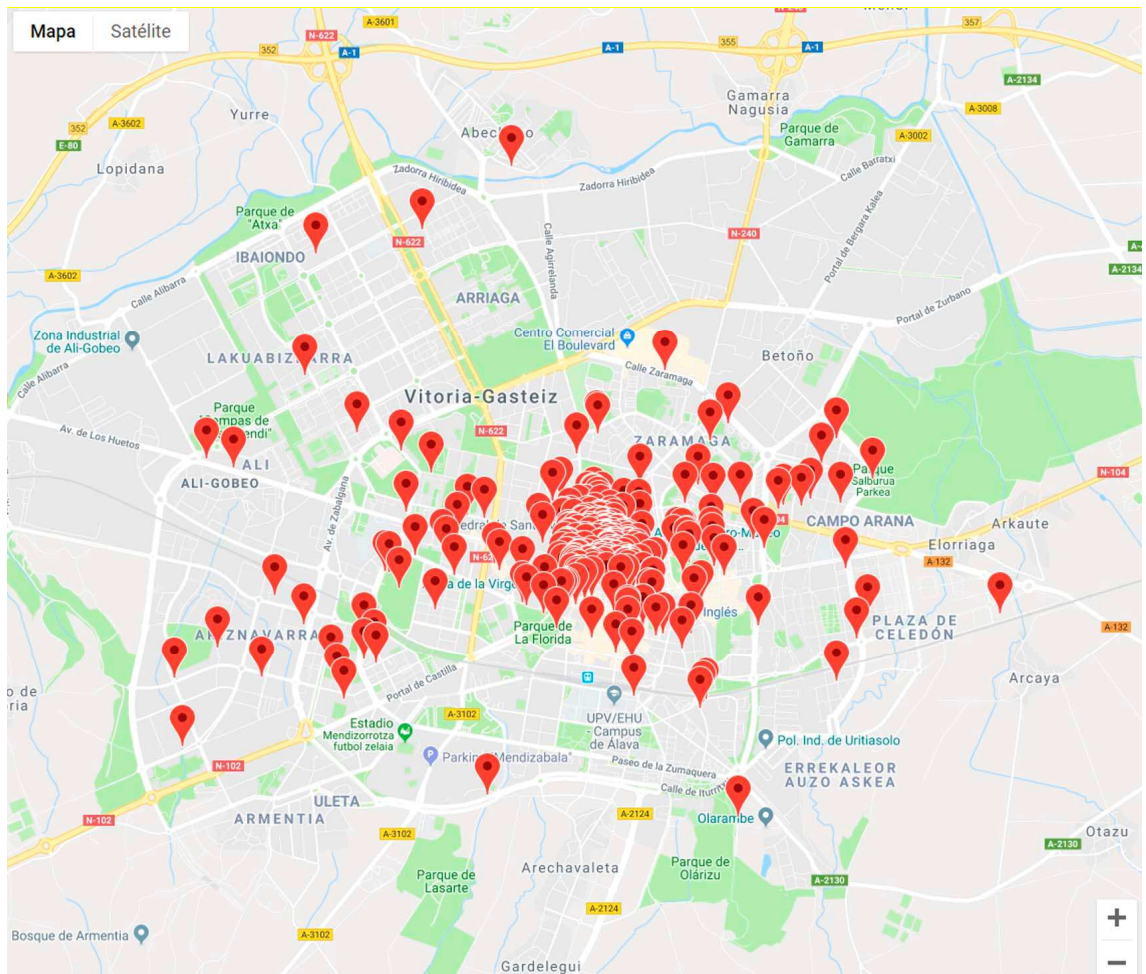 Mapa
Satélite
N-622
A-3601
352
A-1
A-1
355
N-240
357
A-2134
Gamarra
Nagusia
A-3008
Yurre
A-3602
352
E-80
Lopidana
Parque de
Gamarra
A-3002
Calle Barratxi
Zadorra Hiribidea
Zadorra Hiribidea
Parque de
"Atxa"
N-622
IBAIONDO
Calle Agirrelanda
N-240
Portal de Bergara Kalea
A-2134
A-3602
Calle Alibarra
ARRIAGA
Portal de Zurbano
Zona Industrial
de Ali-Gobeo
Centro Comercial
El Boulevard
Betoño
Calle Zaramaga
Calle Alibarra
Vitoria-Gasteiz
Parque
N-622
Av. de Los Huetos
ZARAMAGA
ALI
ALI-GOBEO
Parque
Salburua
Parkea
N-104
Av. de Zabalgana
CAMPO ARANA
Arkaute
Elorriaga
A-132
Inglés
Parque de
La Florida
PLAZA DE
CELEDÓN
A-132
Arcaya
Portal de Castilla
UPV/EHU
- Campus
de Álava
A-3102
Estadio
Mendizorrotza
futbol zelaia
Pol. Ind. de Uritiasolo
Paseo de la Zumaquera
N-102
ERREKALEOR
AUZO ASKEA
ULETA
ARMENTIA
N-102
A-3102
A-2124
Olarambe
Otazu
A-2130
Arechavaleta
Parque de
Lasarte
Parque de
Olárizu
A-2130
A-2124
Bosque de Armentia
A-3102
Gardelegui
+
−